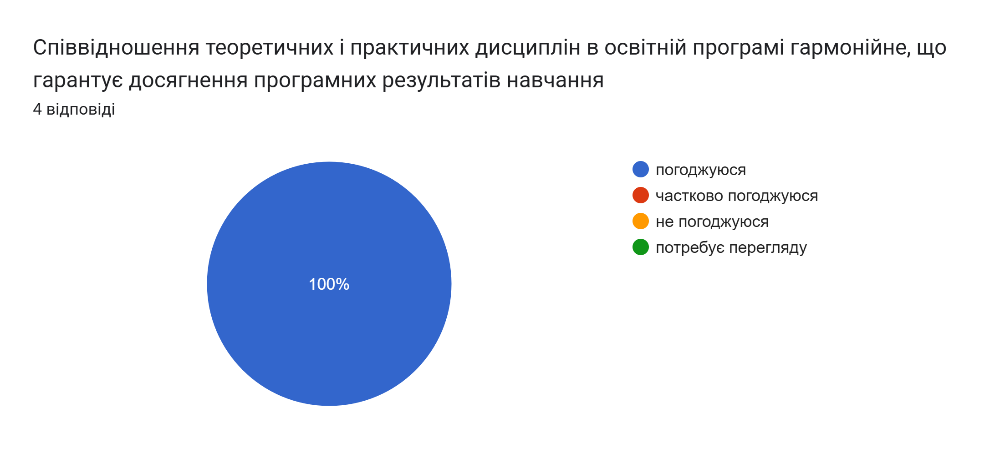 Співвідношення теоретичних і практичних дисциплін в освітній програмі гармонійне, що
гарантує досягнення програмних результатів навчання
4 відповіді
100%
погоджуюся
частково погоджуюся
не погоджуюся
потребує перегляду